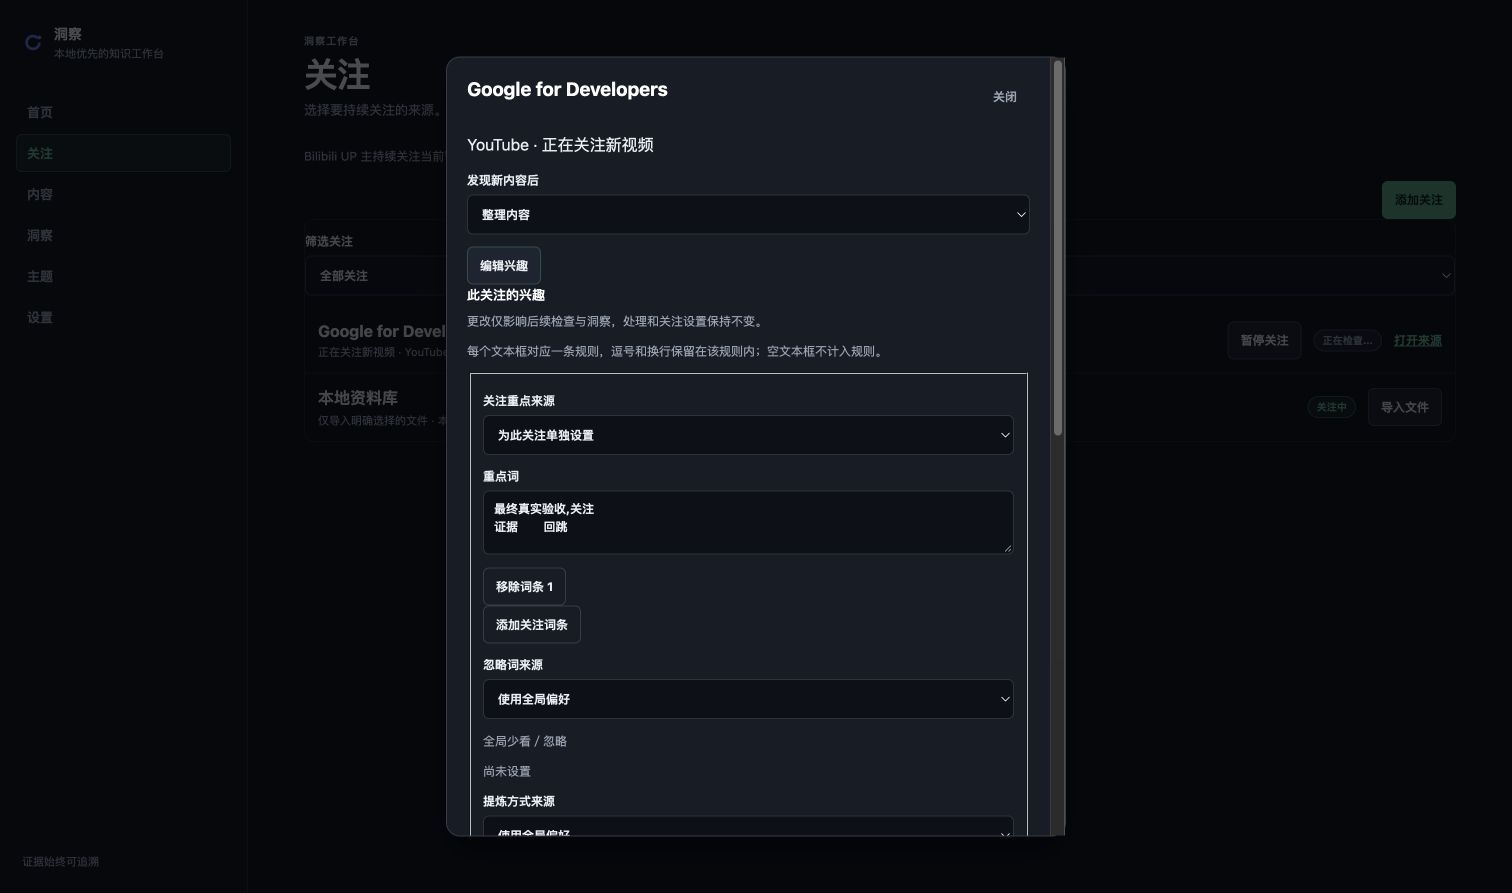 洞察
本地优先的知识工作台
首页
关注
内容
洞察
主题
设置
证据始终可追溯
洞察工作台
关注
选择要持续关注的来源。
Bilibili UP 主持续关注当前
添加关注
筛选关注
全部关注
Google for Devel
正在关注新视频 · YouTube
暂停关注
正在检查...
打开来源
本地资料库
仅导入明确选择的文件 · 本
关注中
导入文件
Google for Developers
关闭
YouTube · 正在关注新视频
发现新内容后
整理内容
编辑兴趣
此关注的兴趣
更改仅影响后续检查与洞察，处理和关注设置保持不变。
每个文本框对应一条规则，逗号和换行保留在该规则内；空文本框不计入规则。
关注重点来源
为此关注单独设置
重点词
最终真实验收,关注
证据 回跳
移除词条 1
添加关注词条
忽略词来源
使用全局偏好
全局少看 / 忽略
尚未设置
提炼方式来源
使用全局偏好